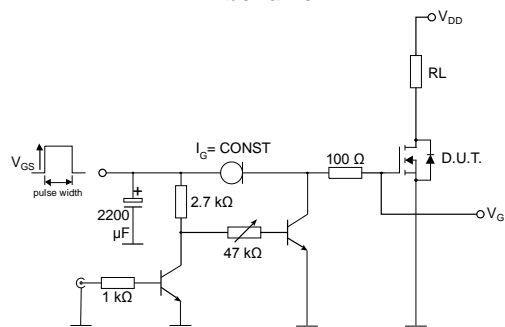 V_DD
RL
I_G= CONST
100 Ω
D.U.T.
V_GS
pulse width
+
2200
μF
2.7 kΩ
47 kΩ
V_G
1 kΩ